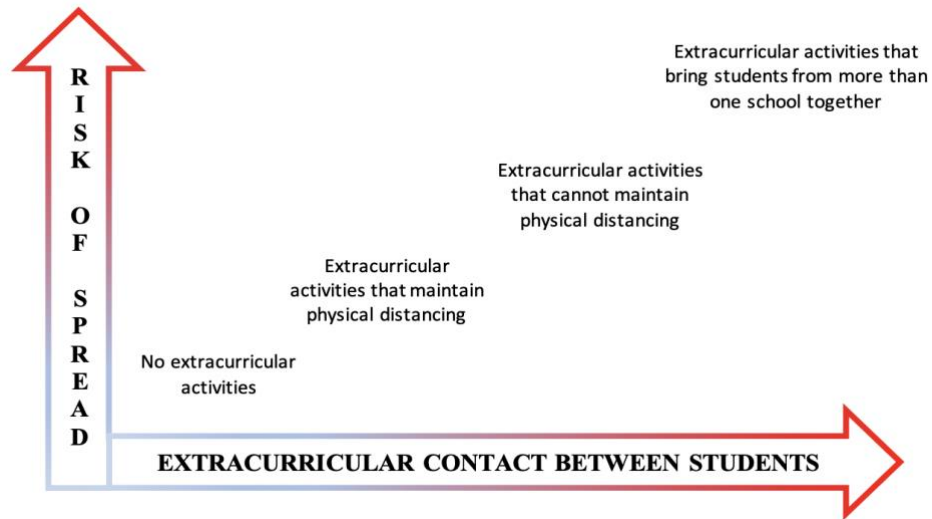 RISK OF SPREAD
Extracurricular activities that
bring students from more than
one school together
Extracurricular activities
that cannot maintain
physical distancing
Extracurricular
activities that maintain
physical distancing
No extracurricular
activities
EXTRACURRICULAR CONTACT BETWEEN STUDENTS